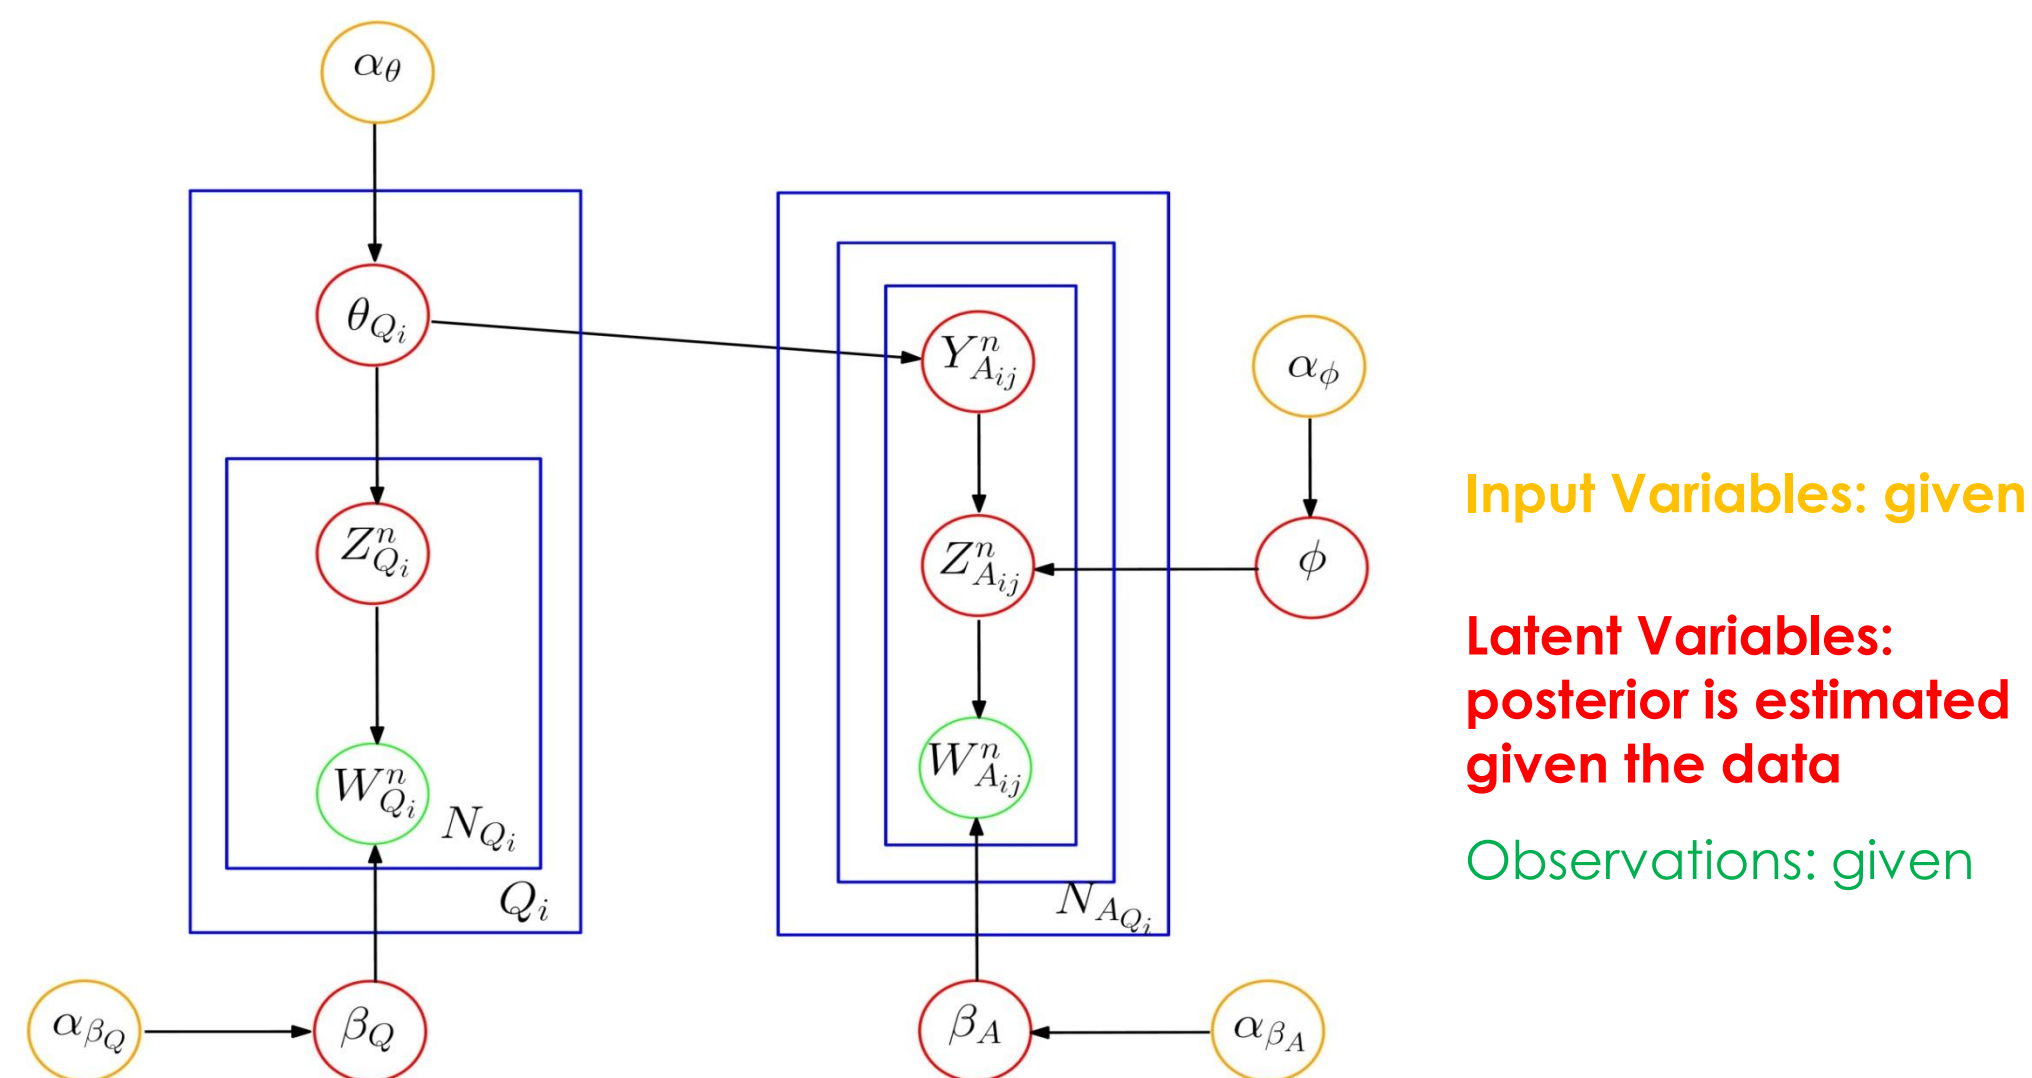 α_θ
θ_{Q_i}
Y^n_{A_{ij}}
α_ϕ
Z^n_{Q_i}
Z^n_{A_{ij}}
ϕ
W^n_{Q_i}
N_{Q_i}
W^n_{A_{ij}}
Q_i
N_{A_{Q_i}}
α_{β_Q}
β_Q
β_A
α_{β_A}
Input Variables: given
Latent Variables:
posterior is estimated
given the data
Observations: given